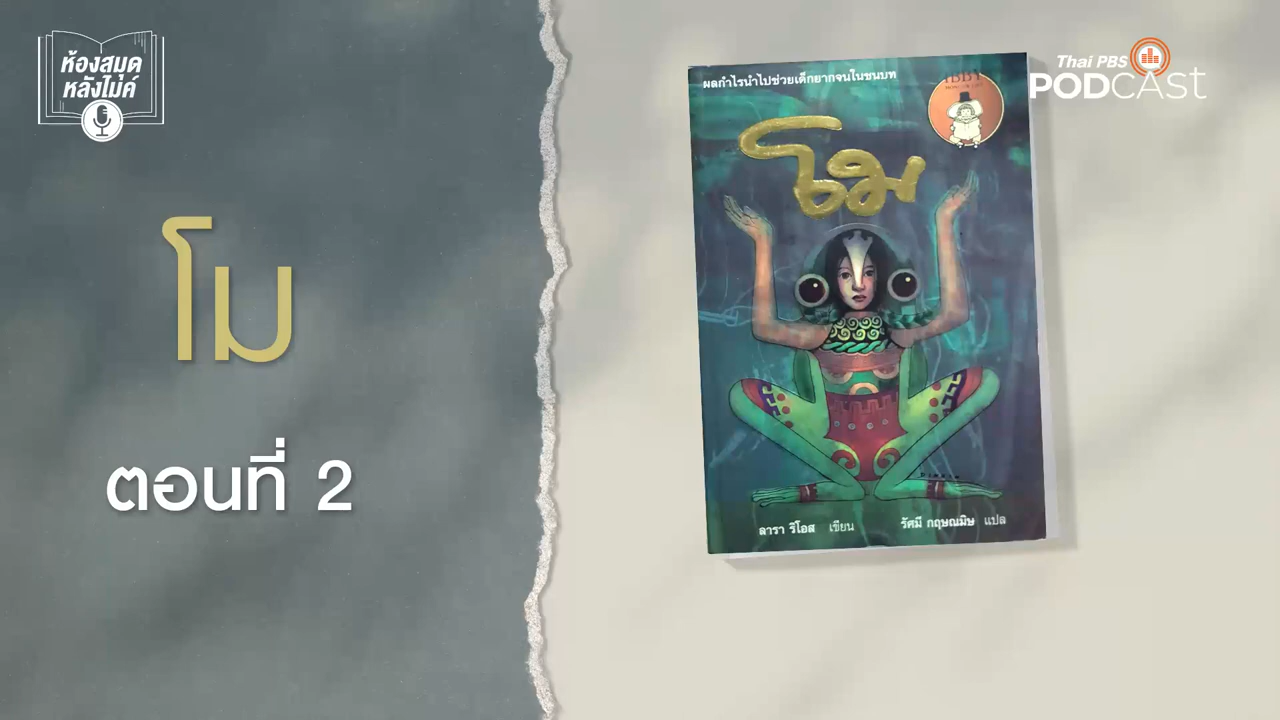 ห้องสมุด
หลังไมค์
โม
ตอนที่ 2
Thai PBS
PODCAST
ผลกำไรนำไปช่วยเด็กยากจนในชนบท
โม
ลารา ริโอส เขียน
รัศมี กฤษณมิษ แปล